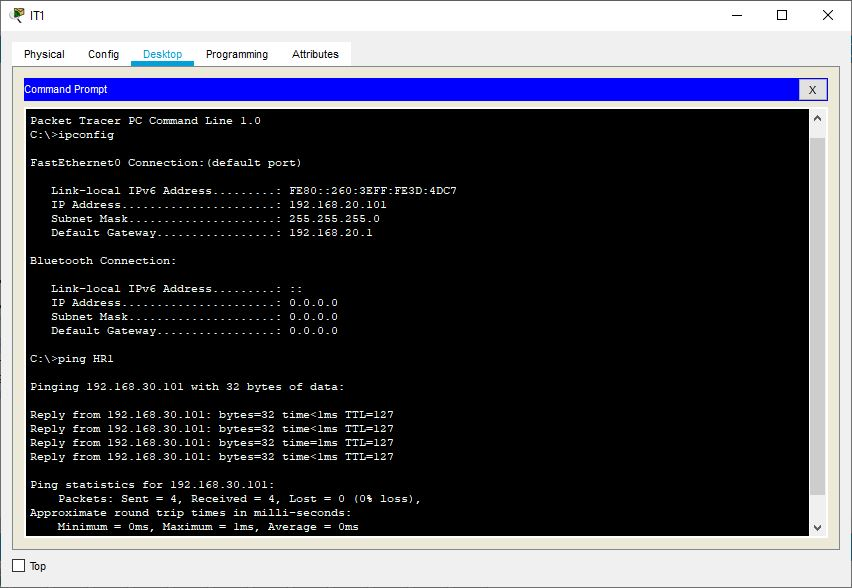 IT1
Physical Config Desktop Programming Attributes
Command Prompt
X
Packet Tracer PC Command Line 1.0
C:\>ipconfig
FastEthernet0 Connection:(default port)
Link-local IPv6 Address.........: FE80::260:3EFF:FE3D:4DC7
IP Address......................: 192.168.20.101
Subnet Mask.....................: 255.255.255.0
Default Gateway.................: 192.168.20.1
Bluetooth Connection:
Link-local IPv6 Address.........: ::
IP Address......................: 0.0.0.0
Subnet Mask.....................: 0.0.0.0
Default Gateway.................: 0.0.0.0
C:\>ping HR1
Pinging 192.168.30.101 with 32 bytes of data:
Reply from 192.168.30.101: bytes=32 time<1ms TTL=127
Reply from 192.168.30.101: bytes=32 time<1ms TTL=127
Reply from 192.168.30.101: bytes=32 time=1ms TTL=127
Reply from 192.168.30.101: bytes=32 time<1ms TTL=127
Ping statistics for 192.168.30.101:
Packets: Sent = 4, Received = 4, Lost = 0 (0% loss),
Approximate round trip times in milli-seconds:
Minimum = 0ms, Maximum = 1ms, Average = 0ms
Top